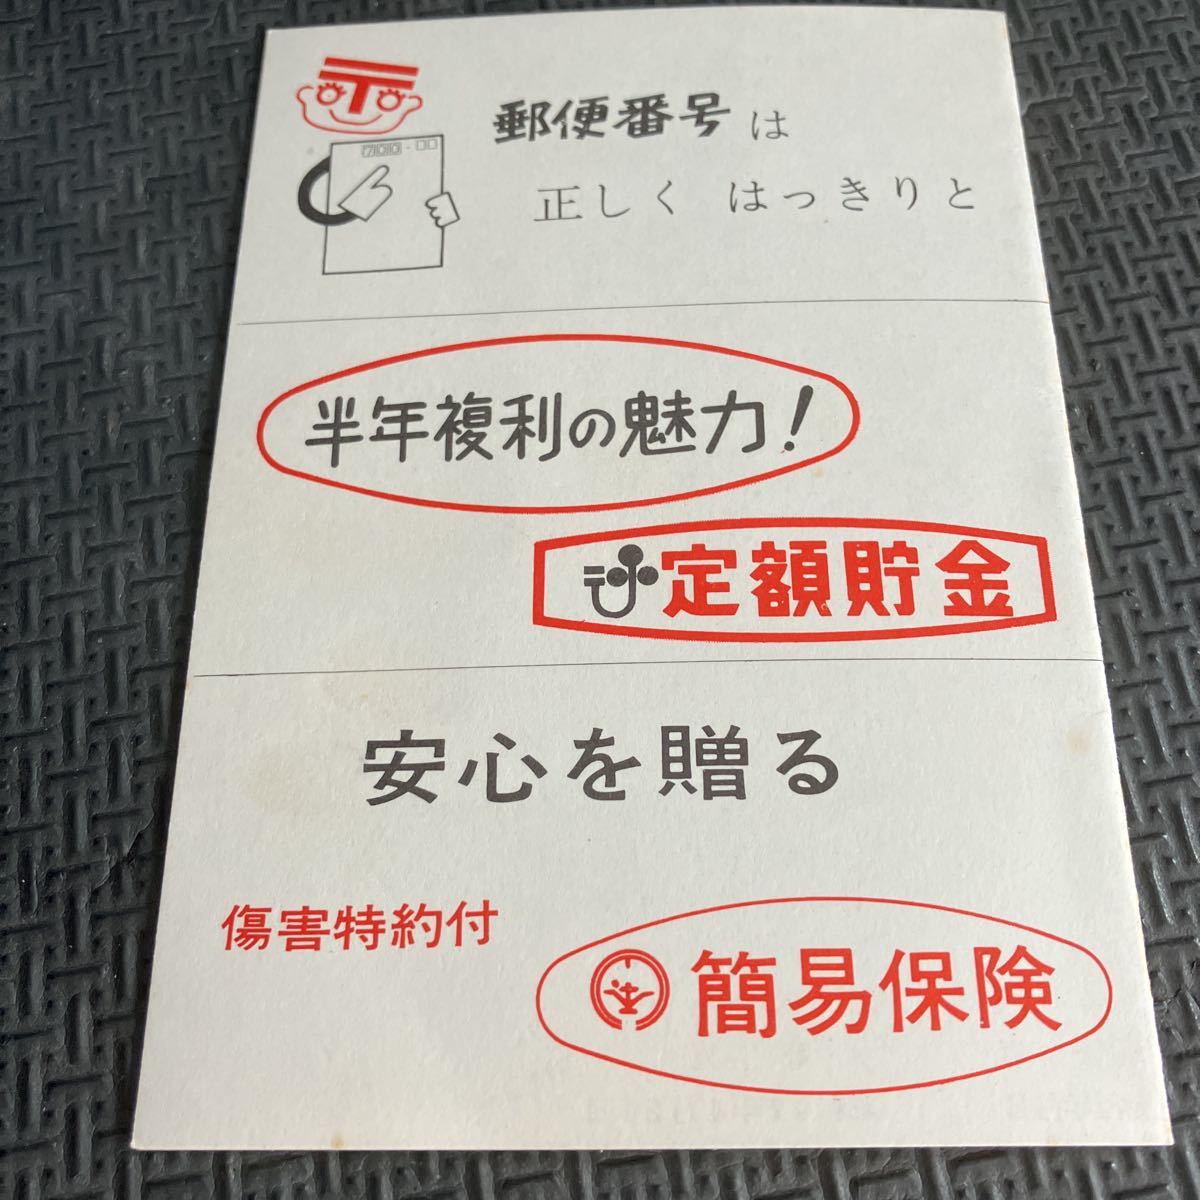 〒
700-□□
郵便番号は
正しく はっきりと
半年複利の魅力!
定額貯金
安心を贈る
傷害特約付
簡易保険